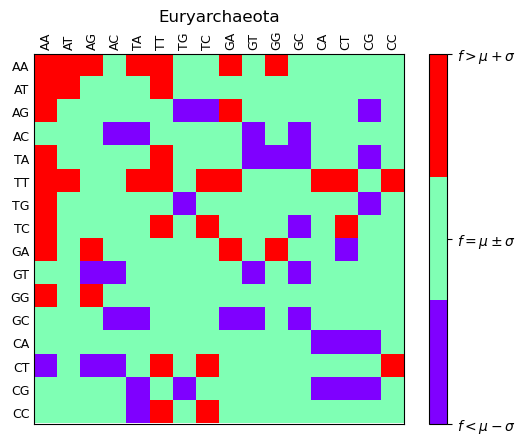 Euryarchaeota
AA AT AG AC TA TT TG TC GA GT GG GC CA CT CG CC
AA
AT
AG
AC
TA
TT
TG
TC
GA
GT
GG
GC
CA
CT
CG
CC
f > μ + σ
f = μ ± σ
f < μ − σ